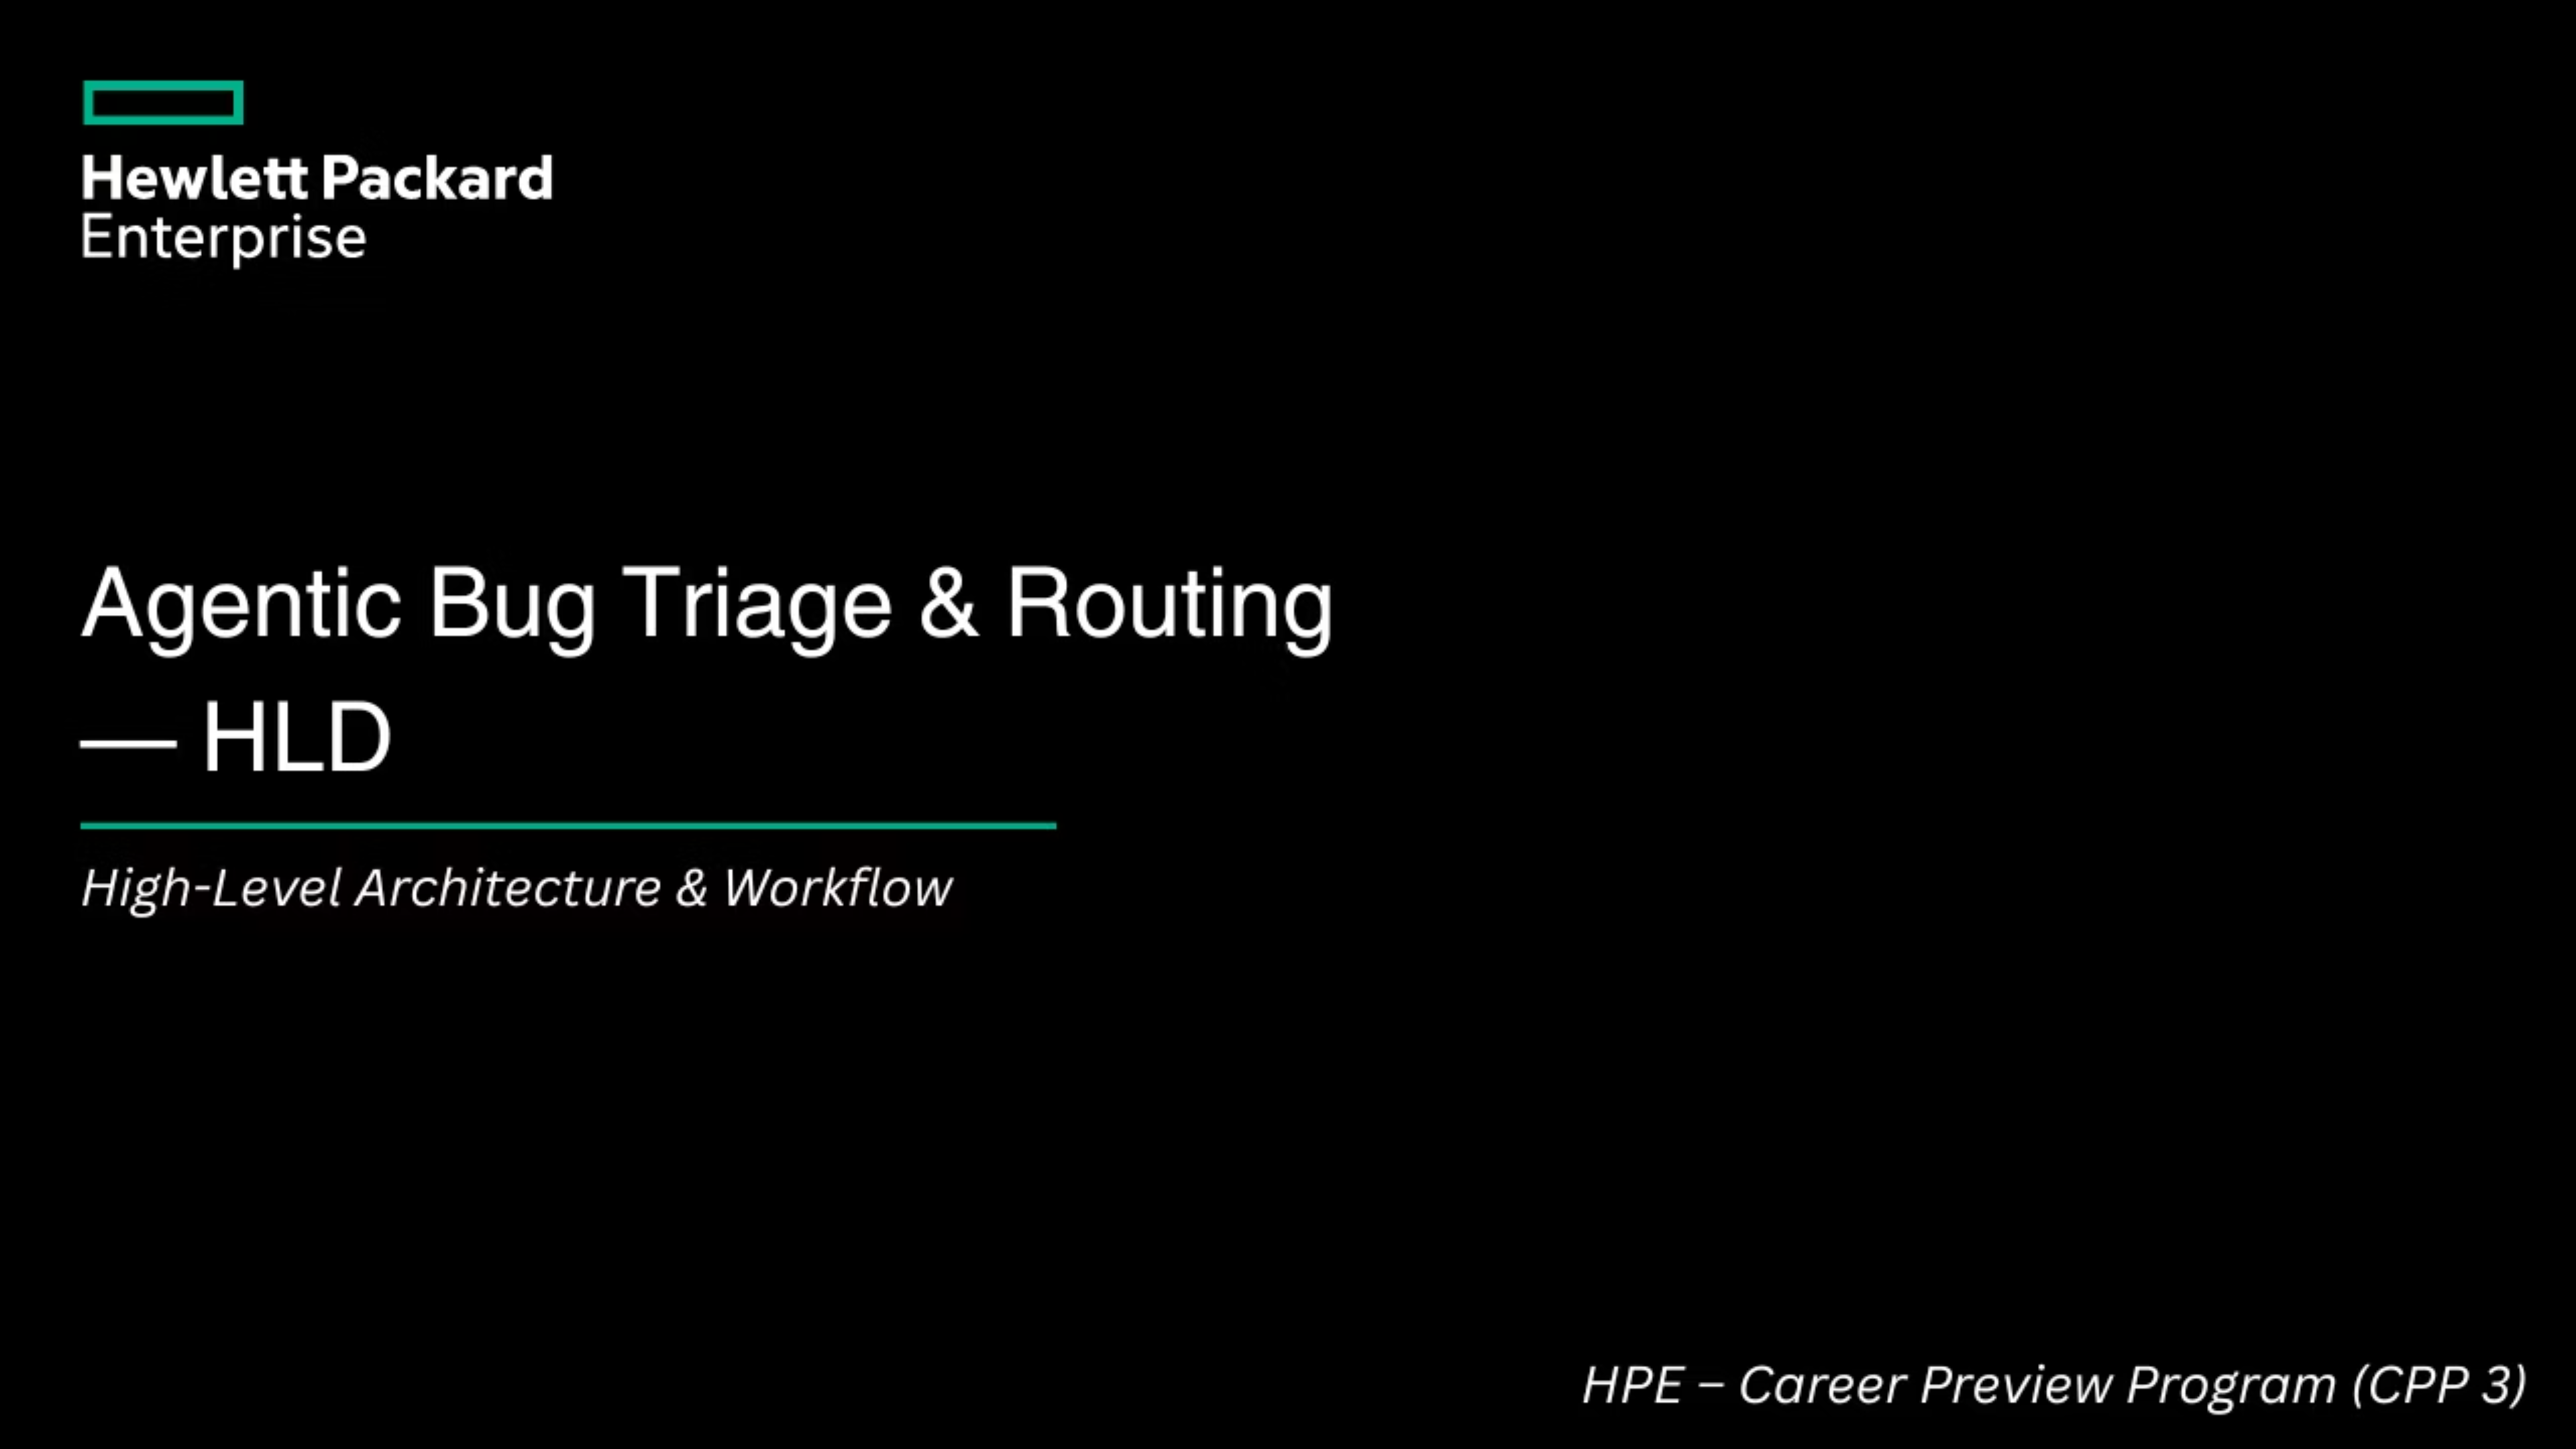 Hewlett Packard
Enterprise
Agentic Bug Triage & Routing
— HLD
High-Level Architecture & Workflow
HPE – Career Preview Program (CPP 3)